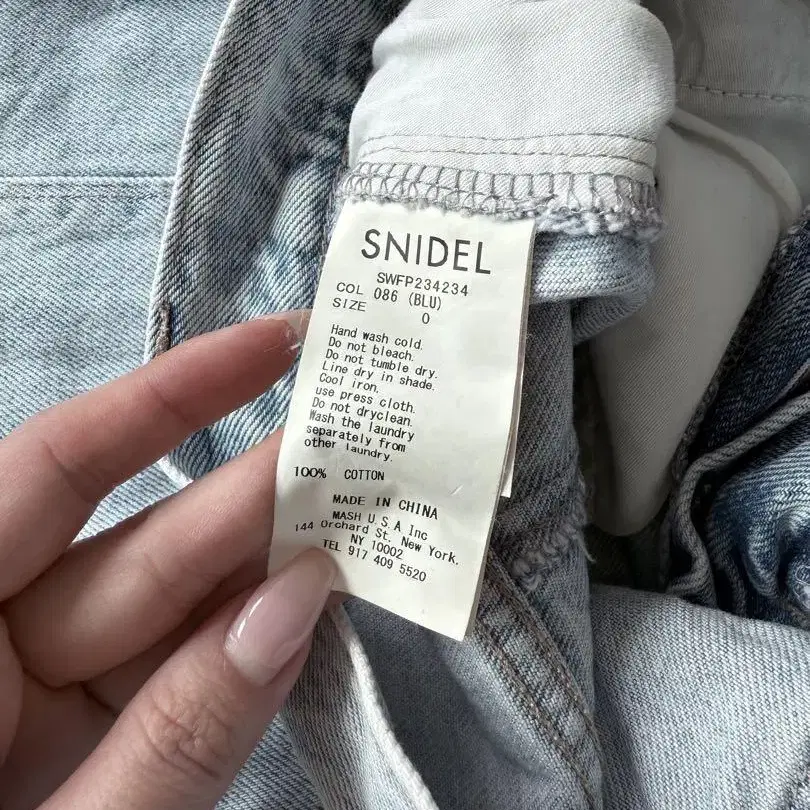 SNIDEL
SWFP234234
COL 086 (BLU)
SIZE 0
Hand wash cold.
Do not bleach.
Do not tumble dry.
Line dry in shade.
Cool iron.
use press cloth.
Do not dryclean.
Wash the laundry
separately from
other laundry.
100% COTTON
MADE IN CHINA
MASH U S A Inc
144 Orchard St. New York.
NY 10002
TEL 917 409 5520